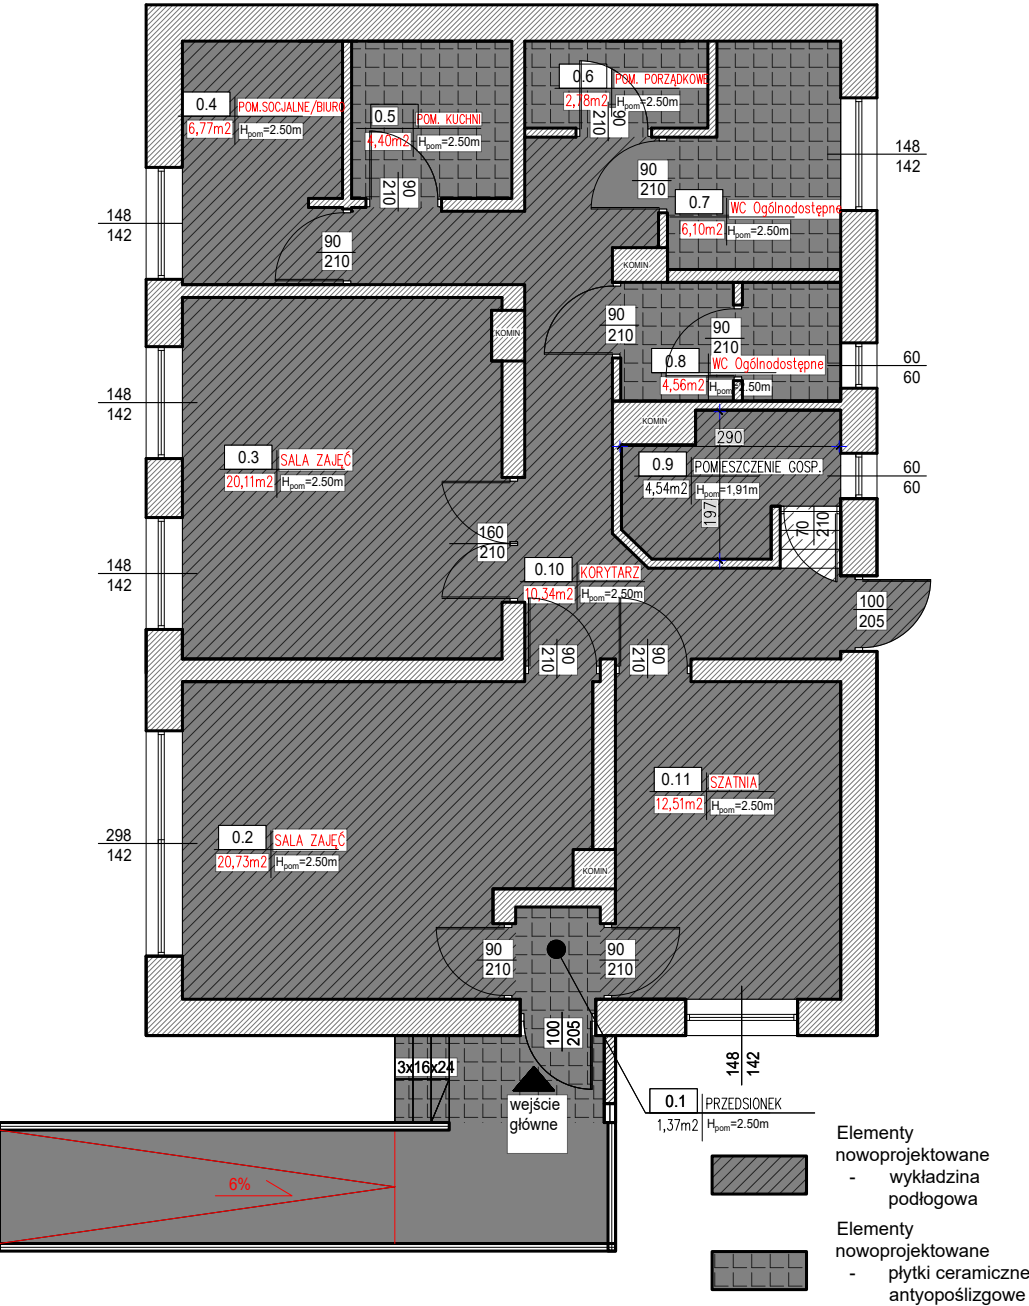 0.4 POM.SOCJALNE/BIURO
6,77m2 Hpom=2.50m
0.5 POM. KUCHNI
4,40m2 Hpom=2.50m
90
210
0.6 POM. PORZĄDKOWE
2,78m2 Hpom=2.50m
90
210
148
142
90
210
0.7 WC Ogólnodostępne
6,10m2 Hpom=2.50m
148
142
90
210
KOMIN
90
210
90
210
KOMIN
0.8 WC Ogólnodostępne
4,56m2 Hpom=2.50m
60
60
148
142
KOMIN
290
0.3 SALA ZAJĘĆ
20,11m2 Hpom=2.50m
0.9 POMIESZCZENIE GOSP.
4,54m2 Hpom=1,91m
197
60
60
70
210
160
210
148
142
0.10 KORYTARZ
10,34m2 Hpom=2.50m
100
205
90
210
90
210
0.11 SZATNIA
12,51m2 Hpom=2.50m
298
142
0.2 SALA ZAJĘĆ
20,73m2 Hpom=2.50m
KOMIN
90
210
90
210
100
205
148
142
3x16x24
wejście
główne
0.1 PRZEDSIONEK
1,37m2 Hpom=2.50m
6%
Elementy
nowoprojektowane
- wykładzina
podłogowa
Elementy
nowoprojektowane
- płytki ceramiczne
antyopoślizgowe